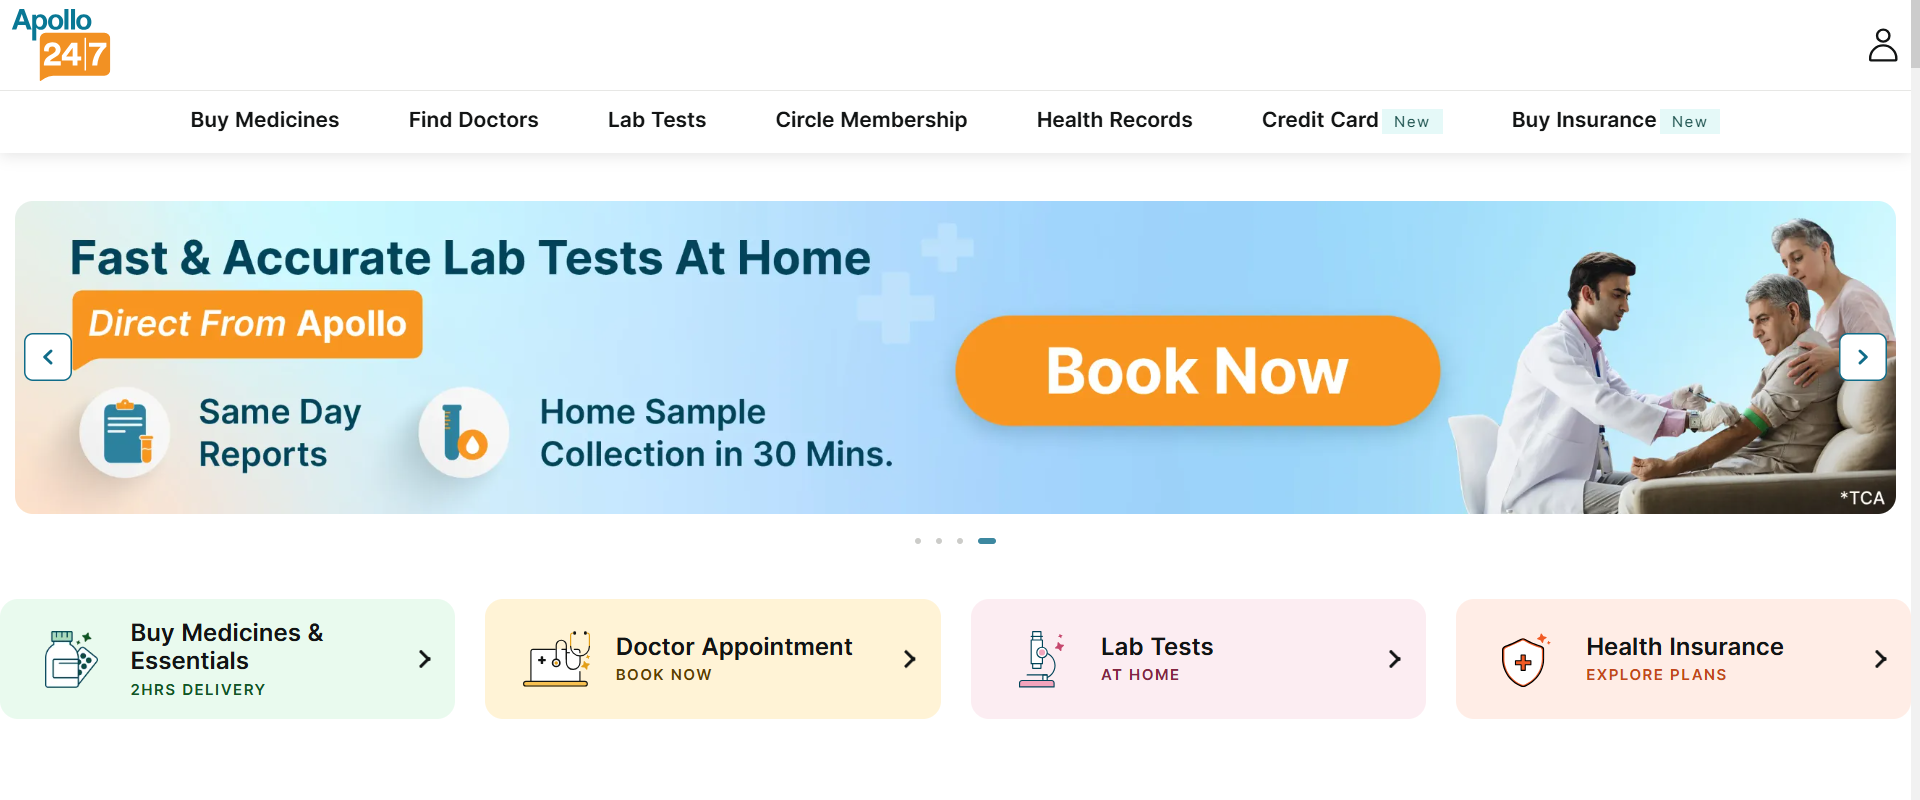 Apollo
24|7
Buy Medicines
Find Doctors
Lab Tests
Circle Membership
Health Records
Credit Card New
Buy Insurance New
Fast & Accurate Lab Tests At Home
Direct From Apollo
Same Day
Reports
Home Sample
Collection in 30 Mins.
Book Now
*TCA
Buy Medicines &
Essentials
2HRS DELIVERY
Doctor Appointment
BOOK NOW
Lab Tests
AT HOME
Health Insurance
EXPLORE PLANS